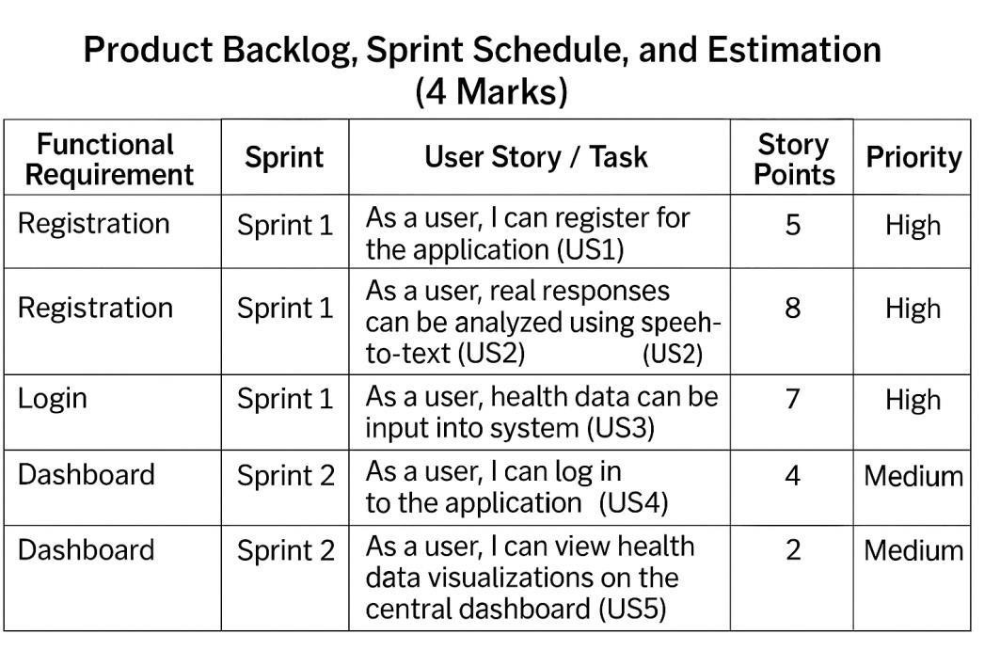 Product Backlog, Sprint Schedule, and Estimation
(4 Marks)
Functional
Requirement
Sprint
User Story / Task
Story
Points
Priority
Registration
Sprint 1
As a user, I can register for
the application (US1)
5
High
Registration
Sprint 1
As a user, real responses
can be analyzed using speeh-
to-text (US2) (US2)
8
High
Login
Sprint 1
As a user, health data can be
input into system (US3)
7
High
Dashboard
Sprint 2
As a user, I can log in
to the application (US4)
4
Medium
Dashboard
Sprint 2
As a user, I can view health
data visualizations on the
central dashboard (US5)
2
Medium